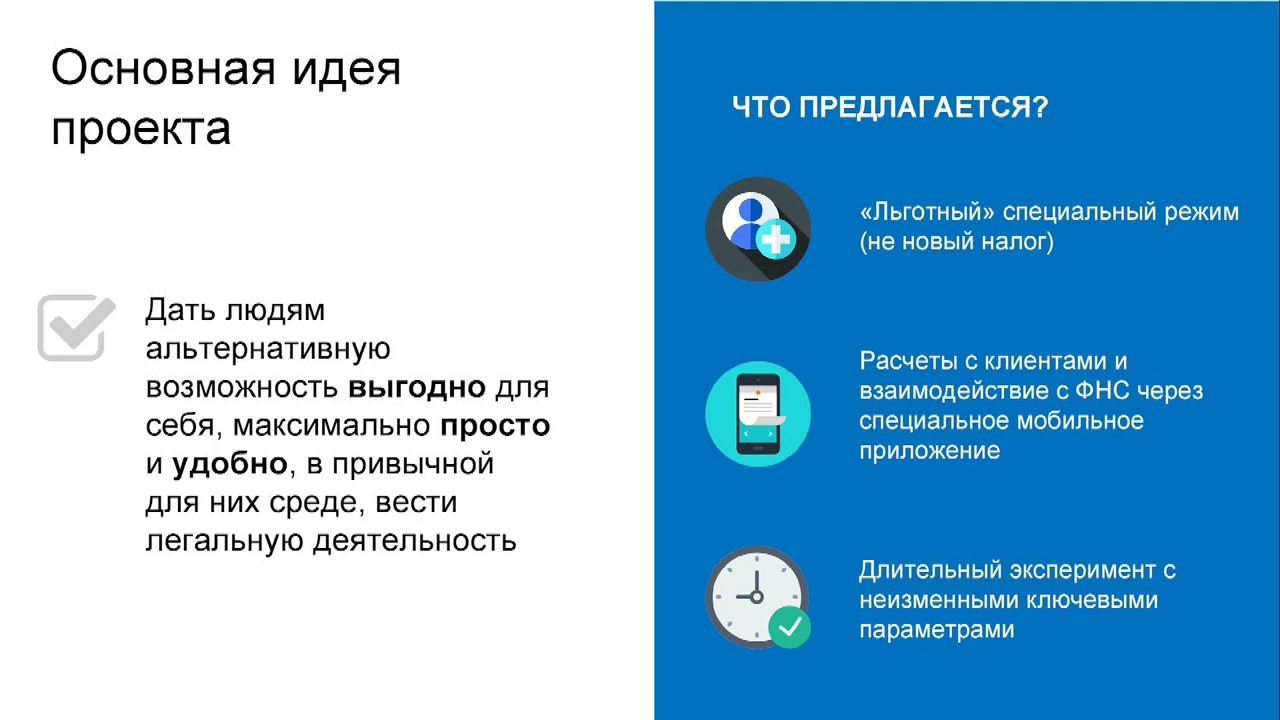 Основная идея
проекта
Дать людям
альтернативную
возможность выгодно для
себя, максимально просто
и удобно, в привычной
для них среде, вести
легальную деятельность
ЧТО ПРЕДЛАГАЕТСЯ?
«Льготный» специальный режим
(не новый налог)
Расчеты с клиентами и
взаимодействие с ФНС через
специальное мобильное
приложение
Длительный эксперимент с
неизменными ключевыми
параметрами